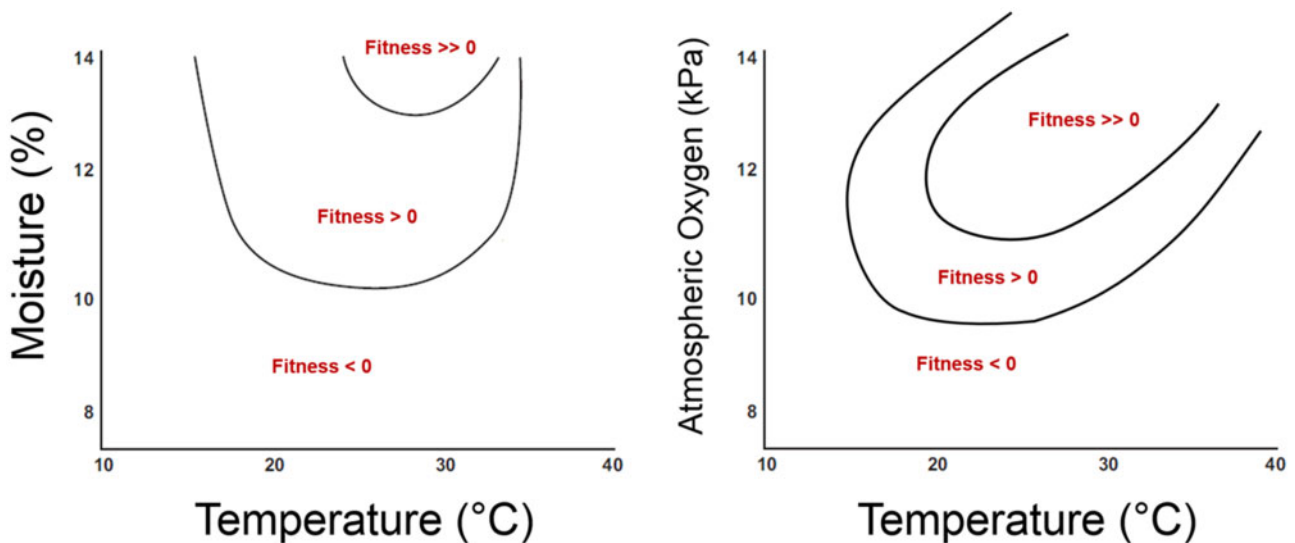 Moisture (%)
14
12
10
8
Fitness >> 0
Fitness > 0
Fitness < 0
10
20
30
40
Temperature (°C)
Atmospheric Oxygen (kPa)
14
12
10
8
Fitness >> 0
Fitness > 0
Fitness < 0
10
20
30
40
Temperature (°C)